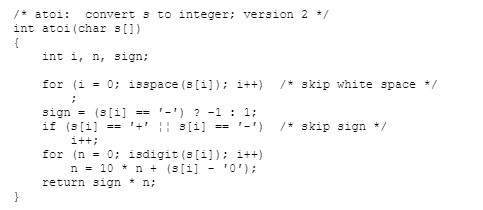 /* atoi:  convert s to integer; version 2 */
int atoi(char s[])
{
    int i, n, sign;

    for (i = 0; isspace(s[i]); i++)  /* skip white space */
        ;
    sign = (s[i] == '-') ? -1 : 1;
    if (s[i] == '+' || s[i] == '-')  /* skip sign */
        i++;
    for (n = 0; isdigit(s[i]); i++)
        n = 10 * n + (s[i] - '0');
    return sign * n;
}